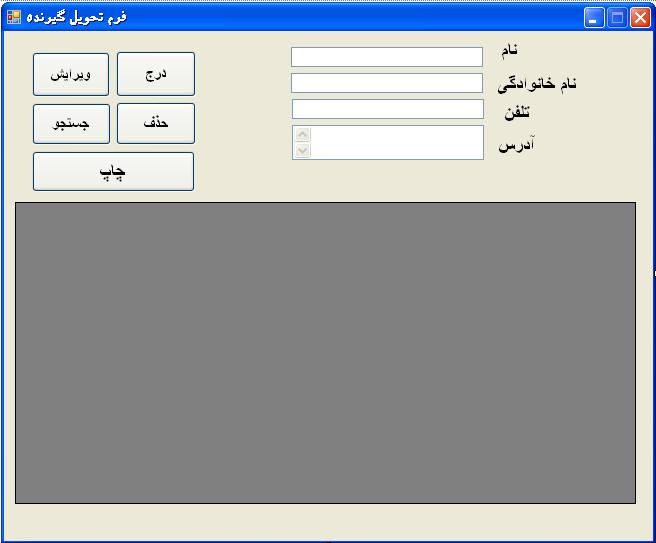 فرم تحویل گیرنده
نام
نام خانوادگی
تلفن
آدرس
درج
ویرایش
حذف
جستجو
چاپ